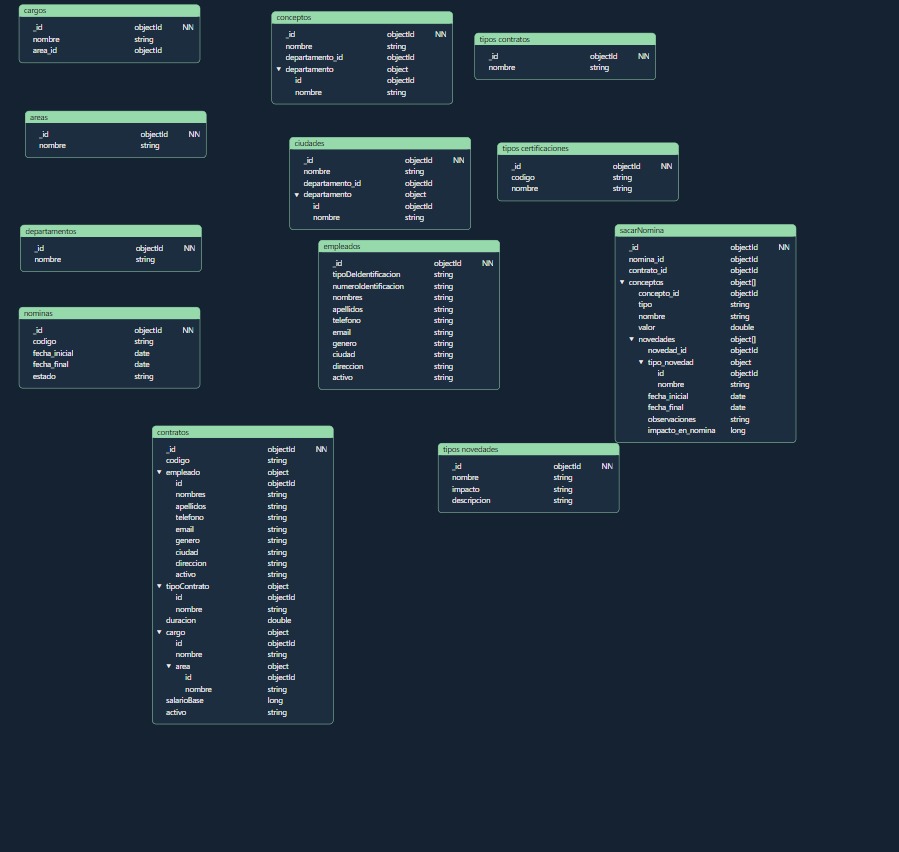 cargos
_id objectId NN
nombre string
area_id objectId
conceptos
_id objectId NN
nombre string
departamento_id objectId
departamento object
id objectId
nombre string
tipos contratos
_id objectId NN
nombre string
areas
_id objectId NN
nombre string
ciudades
_id objectId NN
nombre string
departamento_id objectId
departamento object
id objectId
nombre string
tipos certificaciones
_id objectId NN
codigo string
nombre string
departamentos
_id objectId NN
nombre string
empleados
_id objectId NN
tipoDeIdentificacion string
numeroIdentificacion string
nombres string
apellidos string
telefono string
email string
genero string
ciudad string
direccion string
activo string
sacarNomina
_id objectId NN
nomina_id objectId
contrato_id objectId
conceptos object[]
concepto_id objectId
tipo string
nombre string
valor double
novedades object[]
novedad_id objectId
tipo_novedad object
id objectId
nombre string
fecha_inicial date
fecha_final date
observaciones string
impacto_en_nomina long
nominas
_id objectId NN
codigo string
fecha_inicial date
fecha_final date
estado string
contratos
_id objectId NN
codigo string
empleado object
id objectId
nombres string
apellidos string
telefono string
email string
genero string
ciudad string
direccion string
activo string
tipoContrato object
id objectId
nombre string
duracion double
cargo object
id objectId
nombre string
area object
id objectId
nombre string
salarioBase long
activo string
tipos novedades
_id objectId NN
nombre string
impacto string
descripcion string